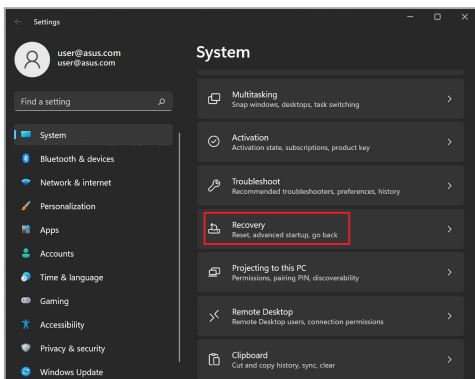 Settings
user@asus.com
user@asus.com
Find a setting
System
Bluetooth & devices
Network & internet
Personalization
Apps
Accounts
Time & language
Gaming
Accessibility
Privacy & security
Windows Update
System
Multitasking
Snap windows, desktops, task switching
Activation
Activation state, subscriptions, product key
Troubleshoot
Recommended troubleshooters, preferences, history
Recovery
Reset, advanced startup, go back
Projecting to this PC
Permissions, pairing PIN, discoverability
Remote Desktop
Remote Desktop users, connection permissions
Clipboard
Cut and copy history, sync, clear